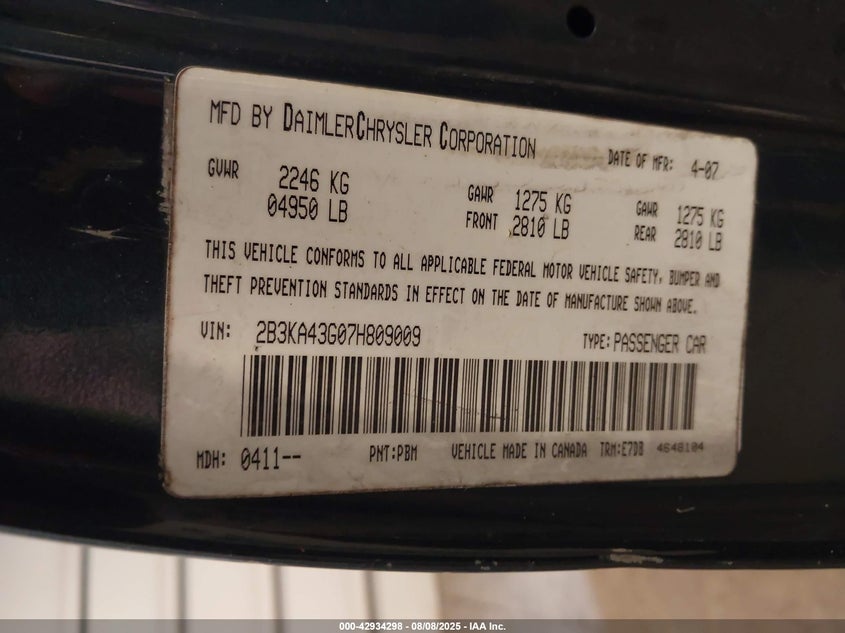 MFD BY DAIMLERCHRYSLER CORPORATION DATE OF MFR: 4-07
GVWR 2246 KG GAWR 1275 KG GAWR 1275 KG
04950 LB FRONT 2810 LB REAR 2810 LB
THIS VEHICLE CONFORMS TO ALL APPLICABLE FEDERAL MOTOR VEHICLE SAFETY, BUMPER AND
THEFT PREVENTION STANDARDS IN EFFECT ON THE DATE OF MANUFACTURE SHOWN ABOVE.
VIN: 2B3KA43G07H809009 TYPE: PASSENGER CAR
MDH: 0411-- PNT:PBM VEHICLE MADE IN CANADA TRM:E7DB 4648104
000-42934298 - 08/08/2025 - IAA Inc.